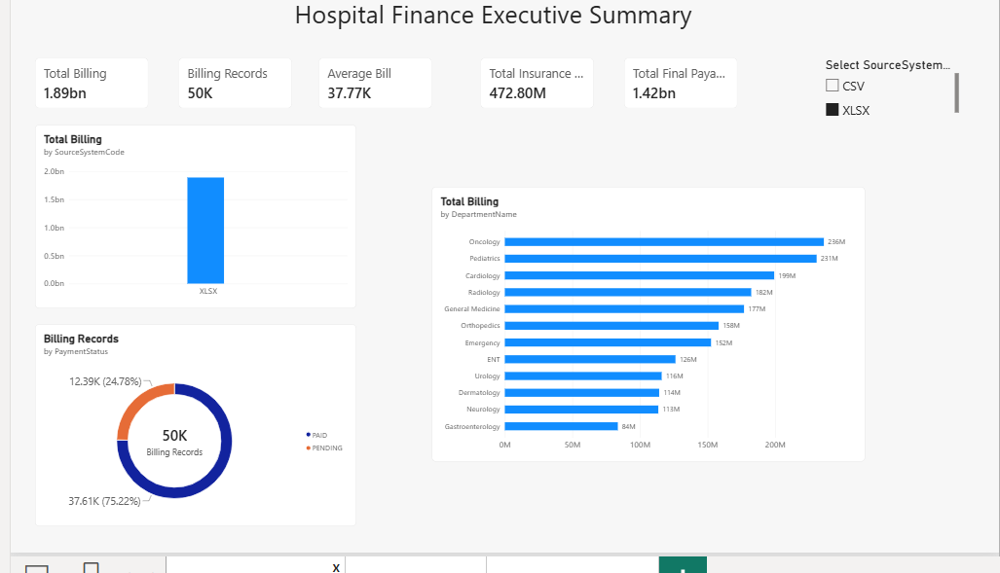 Hospital Finance Executive Summary
Total Billing
1.89bn
Billing Records
50K
Average Bill
37.77K
Total Insurance ...
472.80M
Total Final Paya...
1.42bn
Select SourceSystem...
CSV
XLSX
Total Billing
by SourceSystemCode
2.0bn
1.5bn
1.0bn
0.5bn
0.0bn
XLSX
Total Billing
by DepartmentName
Oncology 236M
Pediatrics 231M
Cardiology 199M
Radiology 182M
General Medicine 177M
Orthopedics 158M
Emergency 152M
ENT 126M
Urology 116M
Dermatology 114M
Neurology 113M
Gastroenterology 84M
0M 50M 100M 150M 200M
Billing Records
by PaymentStatus
12.39K (24.78%)
50K
Billing Records
37.61K (75.22%)
PAID
PENDING
x